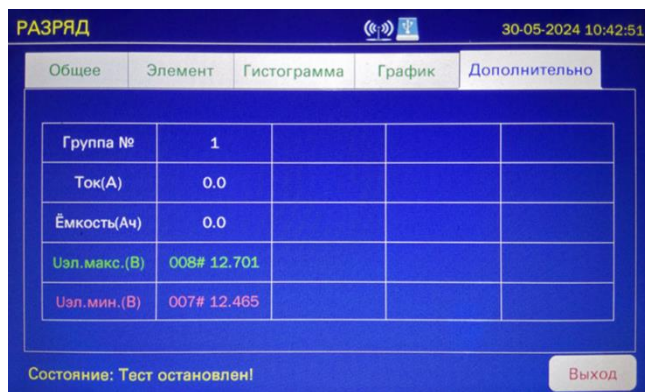 РАЗРЯД 30-05-2024 10:42:51
Общее Элемент Гистограмма График Дополнительно
Группа № 1
Ток(А) 0.0
Ёмкость(Ач) 0.0
Uэл.макс.(В) 008# 12.701
Uэл.мин.(В) 007# 12.465
Состояние: Тест остановлен! Выход